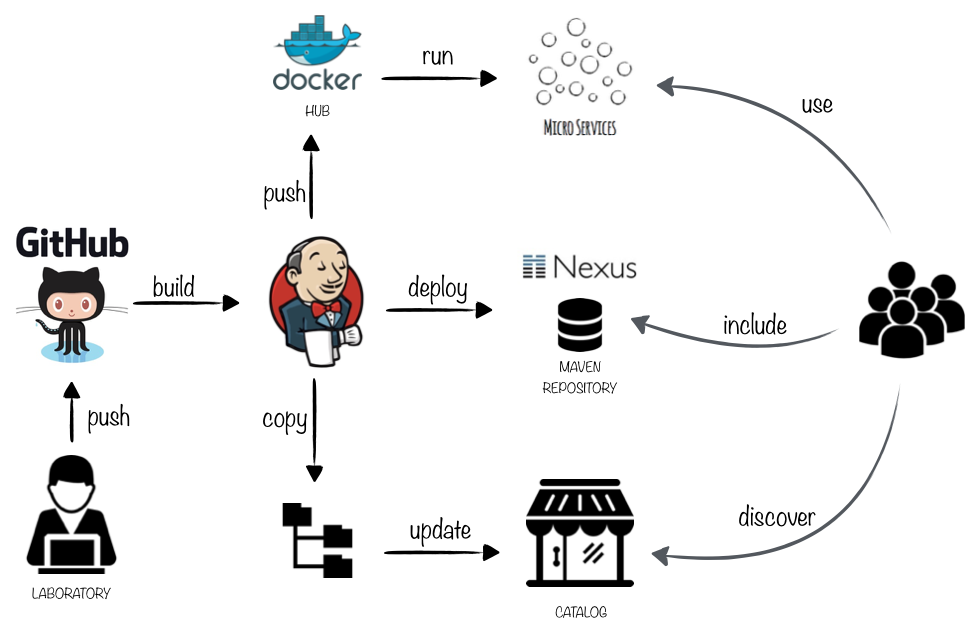 docker
HUB
run
MICRO SERVICES
use
push
GitHub
build
deploy
Nexus
MAVEN
REPOSITORY
include
push
copy
LABORATORY
update
CATALOG
discover